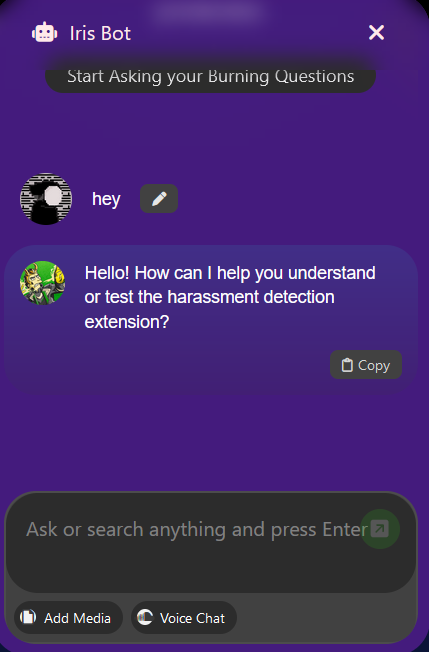 Iris Bot
Start Asking your Burning Questions
hey
Hello! How can I help you understand
or test the harassment detection
extension?
Copy
Ask or search anything and press Enter
Add Media
Voice Chat